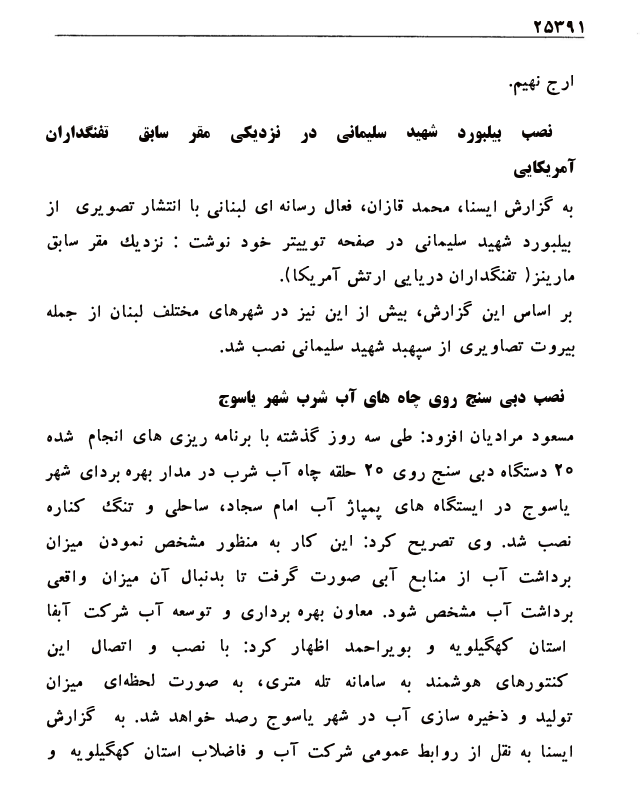 ۲۵۳۹۱
ارج نهیم.
نصب بیلبورد شهید سلیمانی در نزدیکی مقر سابق تفنگداران
آمریکایی
به گزارش ایسنا، محمد قازان، فعال رسانه ای لبنانی با انتشار تصویری از
بیلبورد شهید سلیمانی در صفحه توییتر خود نوشت : نزدیک مقر سابق
مارینز( تفنگداران دریایی ارتش آمریکا).
بر اساس این گزارش، بیش از این نیز در شهرهای مختلف لبنان از جمله
بیروت تصاویری از سپهبد شهید سلیمانی نصب شد.
نصب دبی سنج روی چاه های آب شرب شهر یاسوج
مسعود مرادیان افزود: طی سه روز گذشته با برنامه ریزی های انجام شده
۲۰ دستگاه دبی سنج روی ۲۰ حلقه چاه آب شرب در مدار بهره بردای شهر
یاسوج در ایستگاه های پمپاژ آب امام سجاد، ساحلی و تنگ کناره
نصب شد. وی تصریح کرد: این کار به منظور مشخص نمودن میزان
برداشت آب از منابع آبی صورت گرفت تا بدنبال آن میزان واقعی
برداشت آب مشخص شود. معاون بهره برداری و توسعه آب شرکت آبفا
استان کهگیلویه و بویراحمد اظهار کرد: با نصب و اتصال این
کنتورهای هوشمند به سامانه تله متری، به صورت لحظه‌ای میزان
تولید و ذخیره سازی آب در شهر یاسوج رصد خواهد شد. به گزارش
ایسنا به نقل از روابط عمومی شرکت آب و فاضلاب استان کهگیلویه و